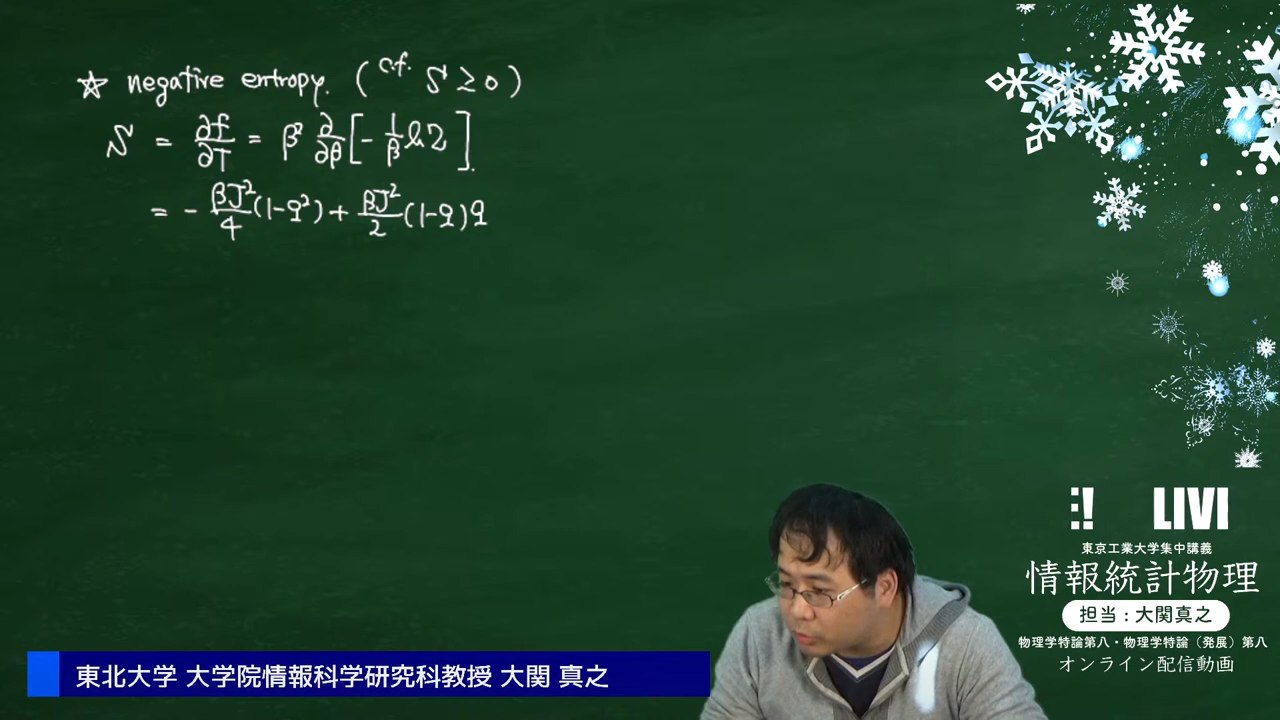 ☆ negative entropy. (c.f. S ≥ 0)
S = ∂f/∂T = β² ∂/∂β [ - 1/β ln Z ].
= - βJ²/4 (1-q²) + βJ²/2 (1-q)q
LIVI
東京工業大学集中講義
情報統計物理
担当：大関真之
物理学特論第八・物理学特論（発展）第八
オンライン配信動画
東北大学 大学院情報科学研究科教授 大関 真之